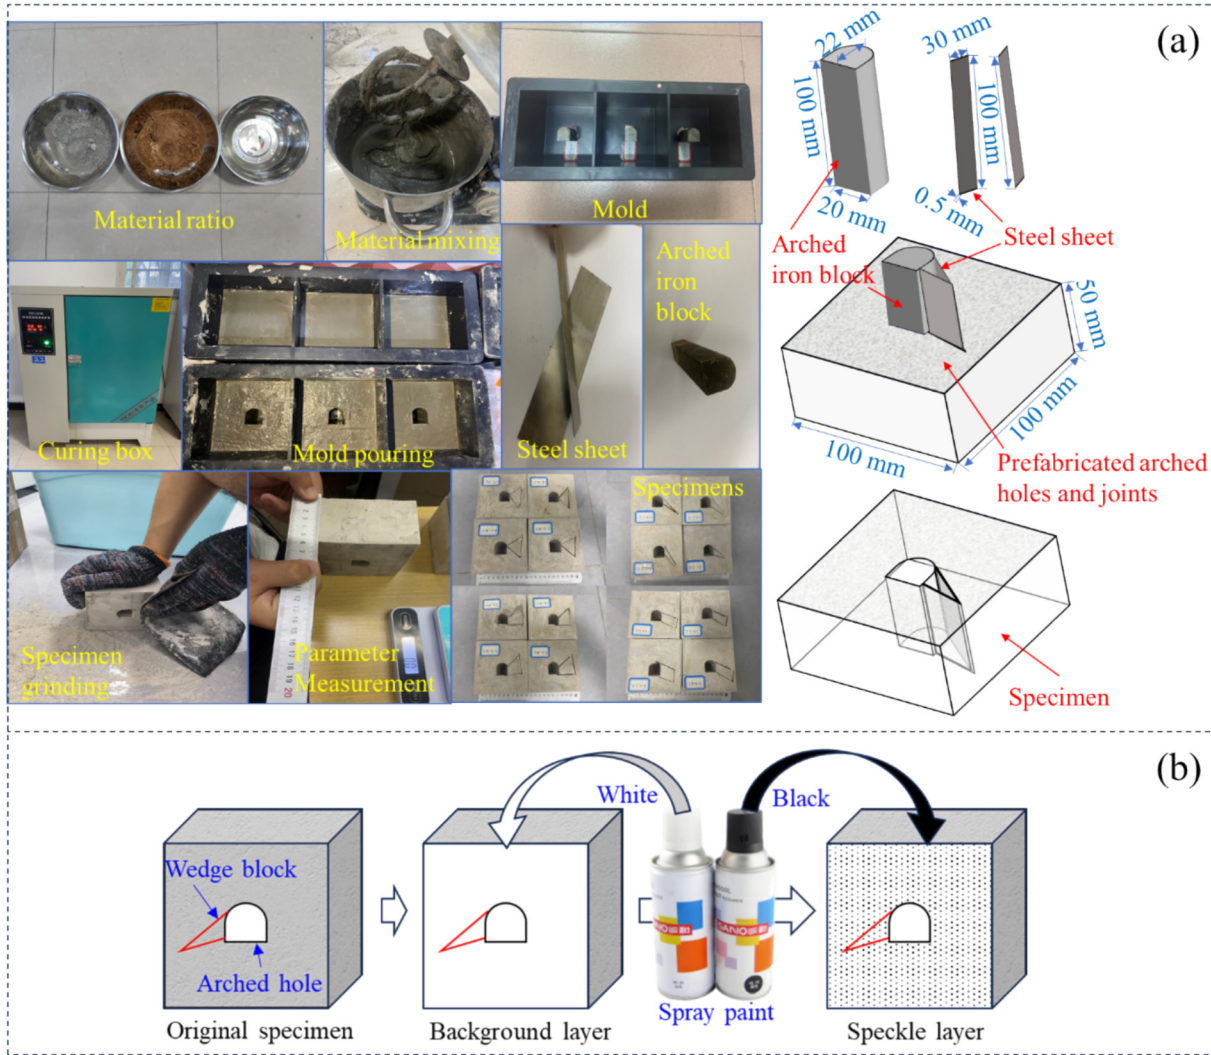 (a)
Material ratio
Material mixing
Mold
Curing box
Mold pouring
Steel sheet
Arched
iron
block
Specimen
grinding
Parameter
Measurement
20
Specimens
22 mm
100 mm
20 mm
30 mm
100 mm
0.5 mm
Arched
iron block
Steel sheet
50 mm
100 mm
100 mm
Prefabricated arched
holes and joints
Specimen
(b)
White
Black
Wedge block
Arched hole
Spray paint
Original specimen
Background layer
Speckle layer